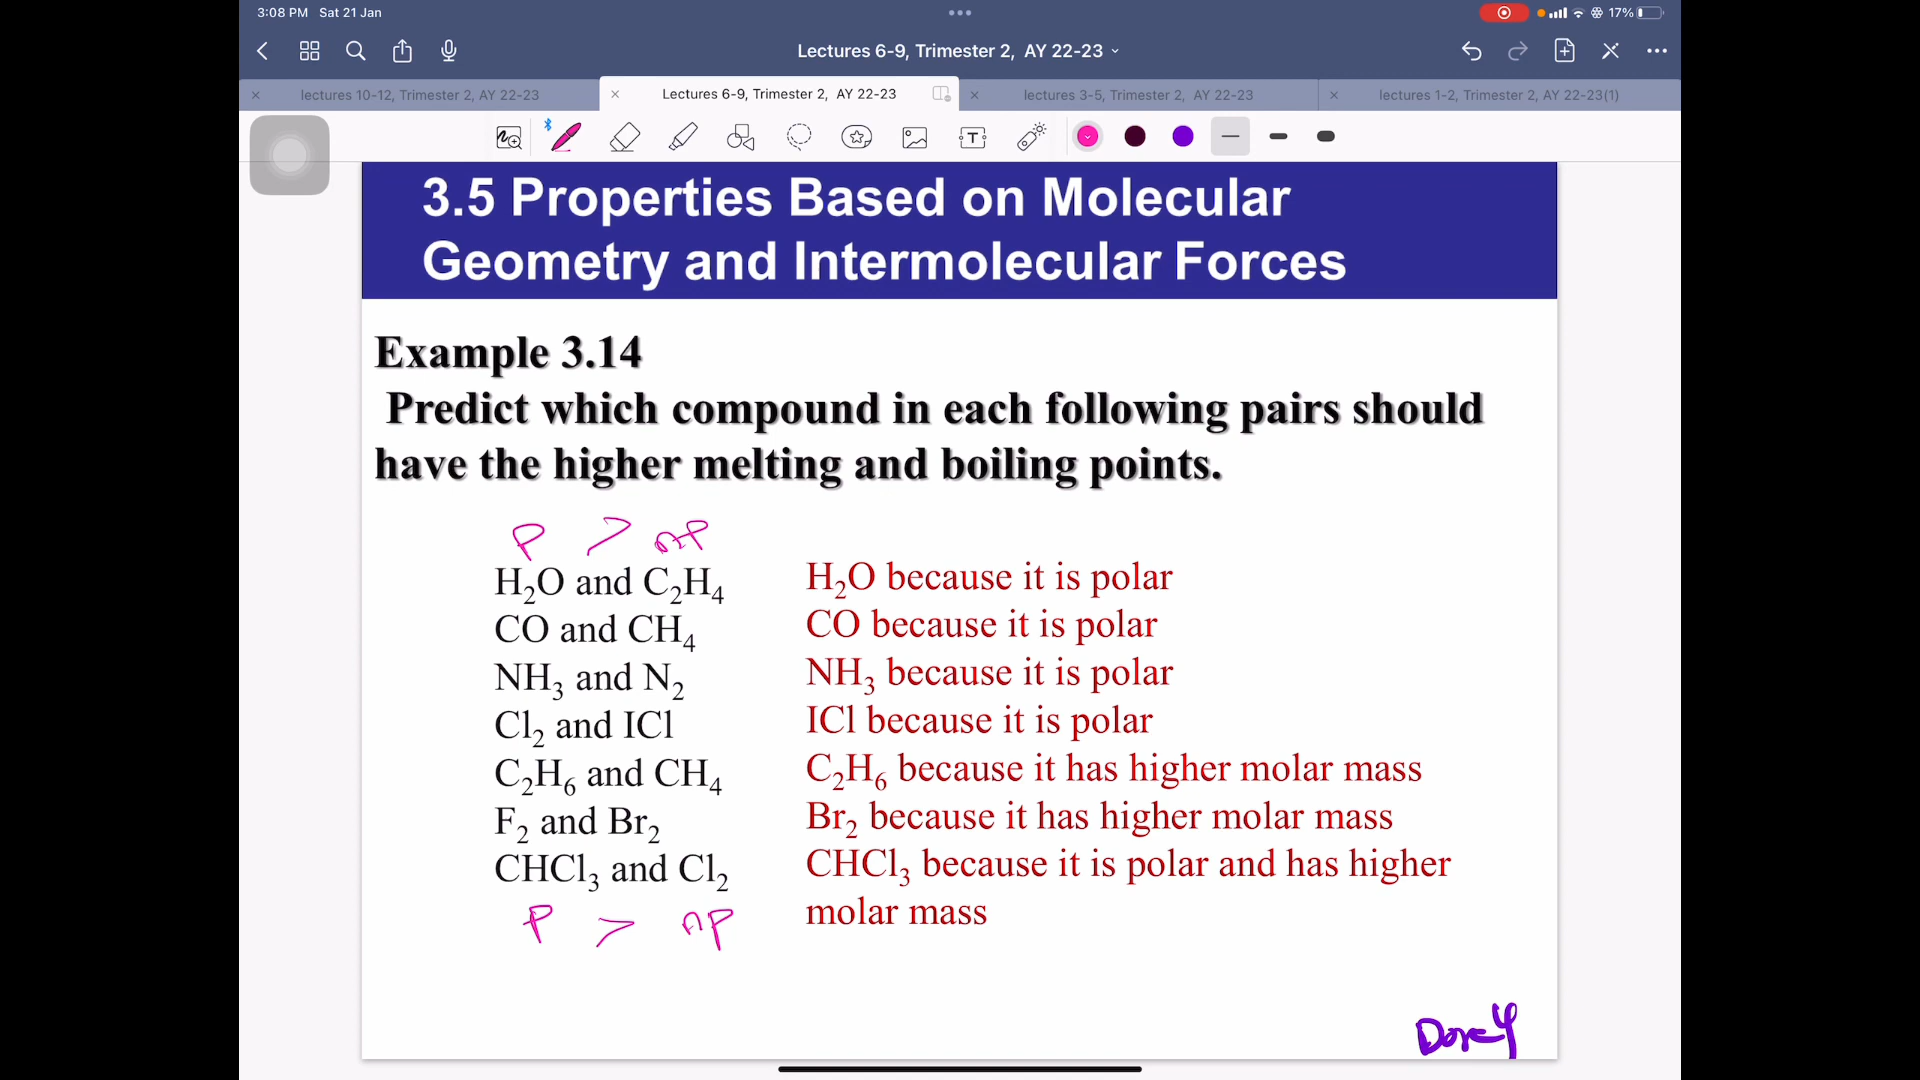 3:08 PM Sat 21 Jan
17%
Lectures 6-9, Trimester 2, AY 22-23
lectures 10-12, Trimester 2, AY 22-23
Lectures 6-9, Trimester 2, AY 22-23
lectures 3-5, Trimester 2, AY 22-23
lectures 1-2, Trimester 2, AY 22-23(1)
3.5 Properties Based on Molecular
Geometry and Intermolecular Forces
Example 3.14
Predict which compound in each following pairs should
have the higher melting and boiling points.
P > nP
H₂O and C₂H₄ H₂O because it is polar
CO and CH₄ CO because it is polar
NH₃ and N₂ NH₃ because it is polar
Cl₂ and ICl ICl because it is polar
C₂H₆ and CH₄ C₂H₆ because it has higher molar mass
F₂ and Br₂ Br₂ because it has higher molar mass
CHCl₃ and Cl₂ CHCl₃ because it is polar and has higher
molar mass
P > nP